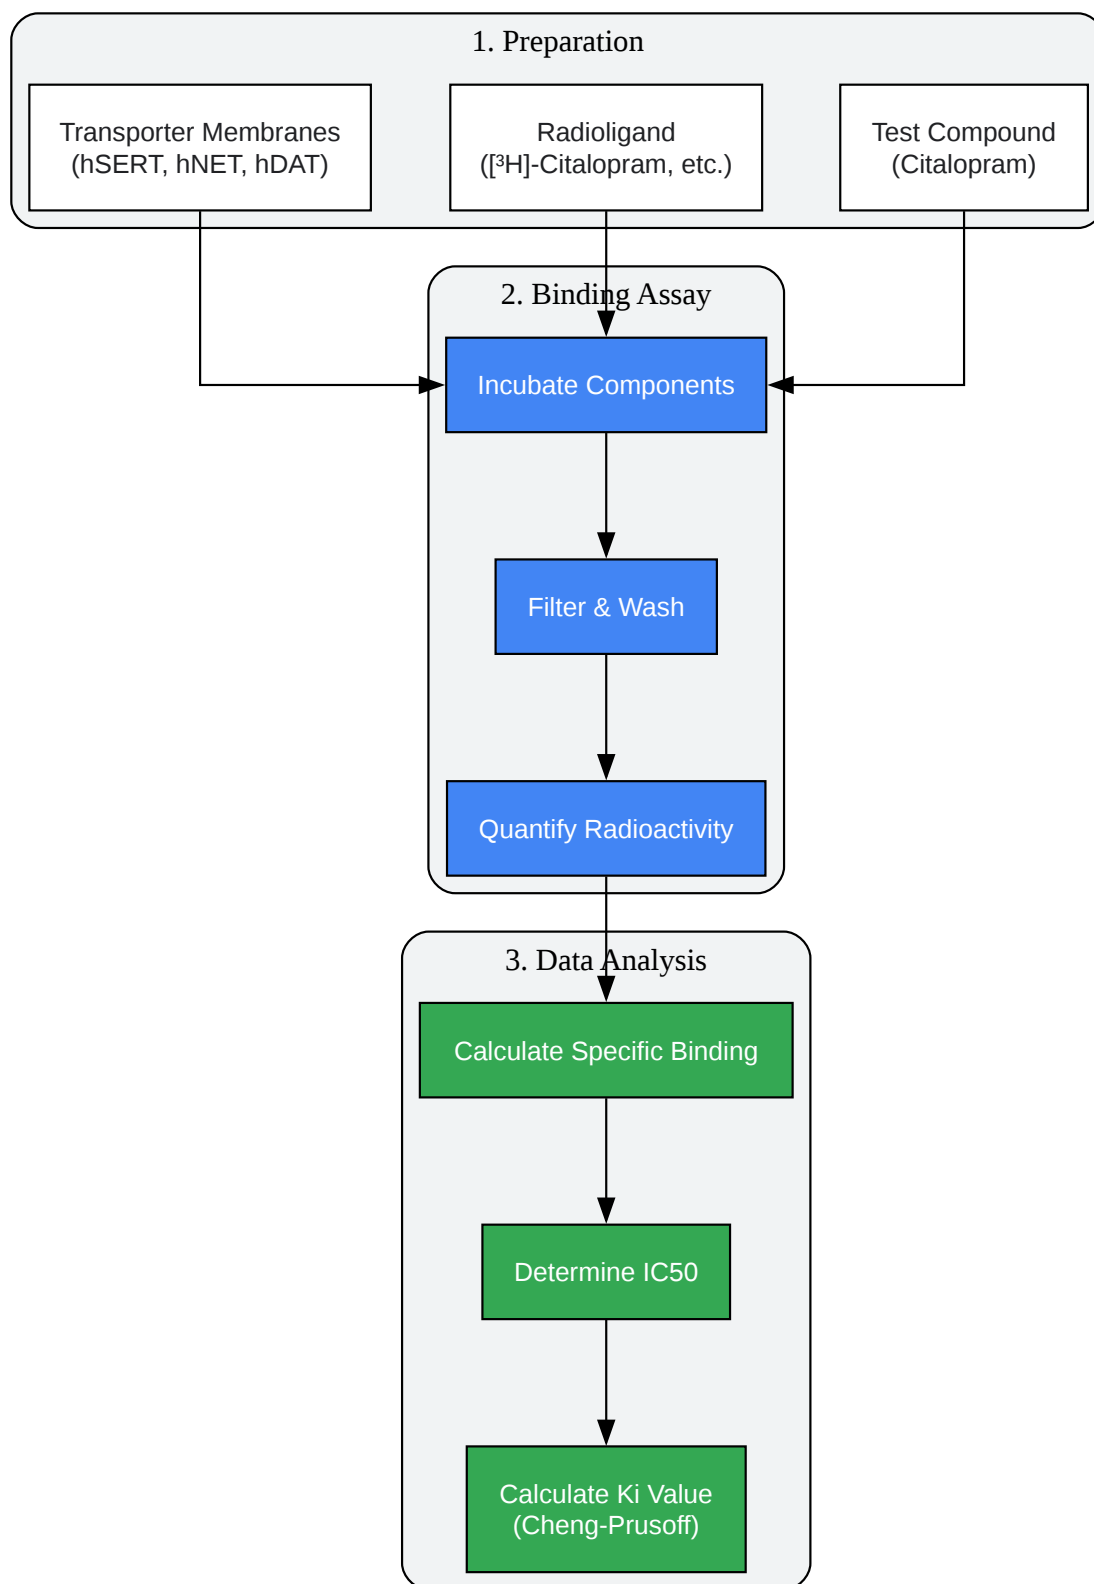 1. Preparation
Transporter Membranes
(hSERT, hNET, hDAT)
Radioligand
([³H]-Citalopram, etc.)
Test Compound
(Citalopram)
2. Binding Assay
Incubate Components
Filter & Wash
Quantify Radioactivity
3. Data Analysis
Calculate Specific Binding
Determine IC50
Calculate Ki Value
(Cheng-Prusoff)